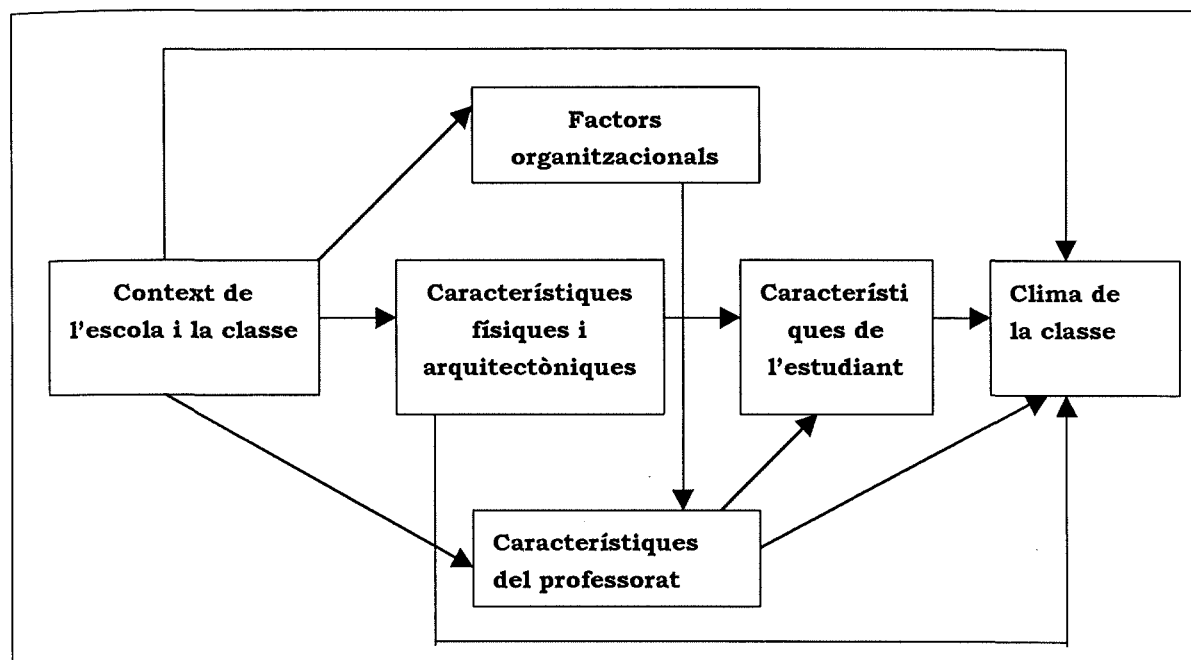 Factors
organitzacionals
Context de
l'escola i la classe
Característiques
físiques i
arquitectòniques
Característi
ques de
l'estudiant
Clima de
la classe
Característiques
del professorat